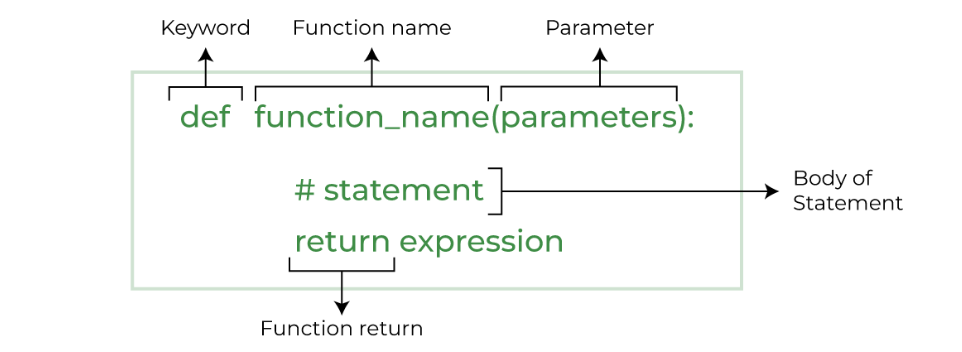 Keyword Function name Parameter
def function_name(parameters):
# statement
Body of
Statement
return expression
Function return